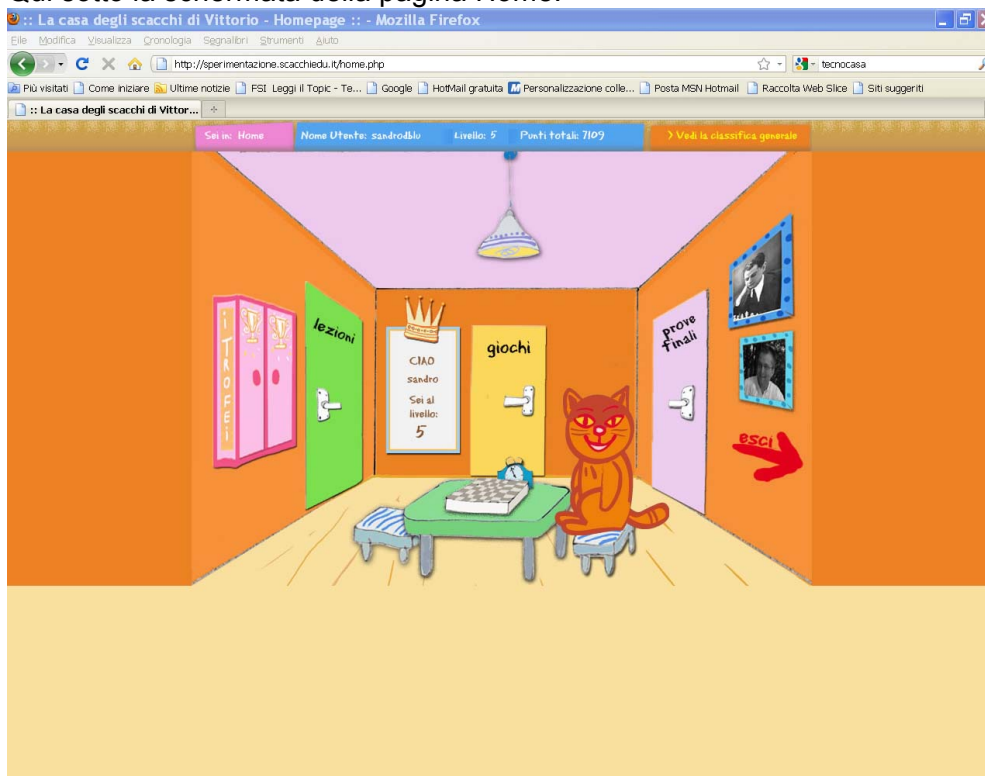 Qui sotto la schermata della pagina Home:
:: La casa degli scacchi di Vittorio - Homepage :: - Mozilla Firefox
File Modifica Visualizza Cronologia Segnalibri Strumenti Aiuto
http://sperimentazione.scacchiedu.it/home.php
tecnocasa
Più visitati Come iniziare Ultime notizie FSI Leggi il Topic - Te... Google HotMail gratuita Personalizzazione colle... Posta MSN Hotmail Raccolta Web Slice Siti suggeriti
:: La casa degli scacchi di Vittor...
Sei in: Home Nome Utente: sandrodblu Livello: 5 Punti totali: 7109 > Vedi la classifica generale
i TROFEI
lezioni
CIAO
sandro
Sei al
livello:
5
giochi
prove
finali
esci